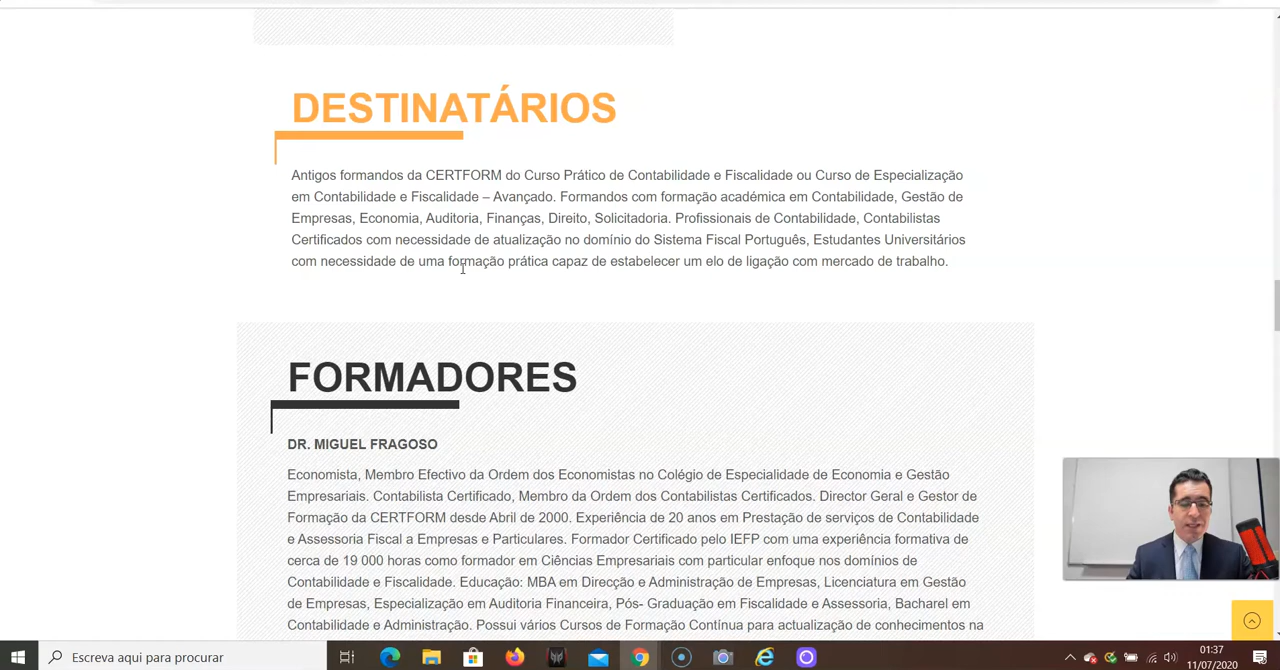 DESTINATÁRIOS
Antigos formandos da CERTFORM do Curso Prático de Contabilidade e Fiscalidade ou Curso de Especialização
em Contabilidade e Fiscalidade – Avançado. Formandos com formação académica em Contabilidade, Gestão de
Empresas, Economia, Auditoria, Finanças, Direito, Solicitadoria. Profissionais de Contabilidade, Contabilistas
Certificados com necessidade de atualização no domínio do Sistema Fiscal Português, Estudantes Universitários
com necessidade de uma formação prática capaz de estabelecer um elo de ligação com mercado de trabalho.
FORMADORES
DR. MIGUEL FRAGOSO
Economista, Membro Efectivo da Ordem dos Economistas no Colégio de Especialidade de Economia e Gestão
Empresariais. Contabilista Certificado, Membro da Ordem dos Contabilistas Certificados. Director Geral e Gestor de
Formação da CERTFORM desde Abril de 2000. Experiência de 20 anos em Prestação de serviços de Contabilidade
e Assessoria Fiscal a Empresas e Particulares. Formador Certificado pelo IEFP com uma experiência formativa de
cerca de 19 000 horas como formador em Ciências Empresariais com particular enfoque nos domínios de
Contabilidade e Fiscalidade. Educação: MBA em Direcção e Administração de Empresas, Licenciatura em Gestão
de Empresas, Especialização em Auditoria Financeira, Pós- Graduação em Fiscalidade e Assessoria, Bacharel em
Contabilidade e Administração. Possui vários Cursos de Formação Contínua para actualização de conhecimentos na
Escreva aqui para procurar
01:37
11/07/2020